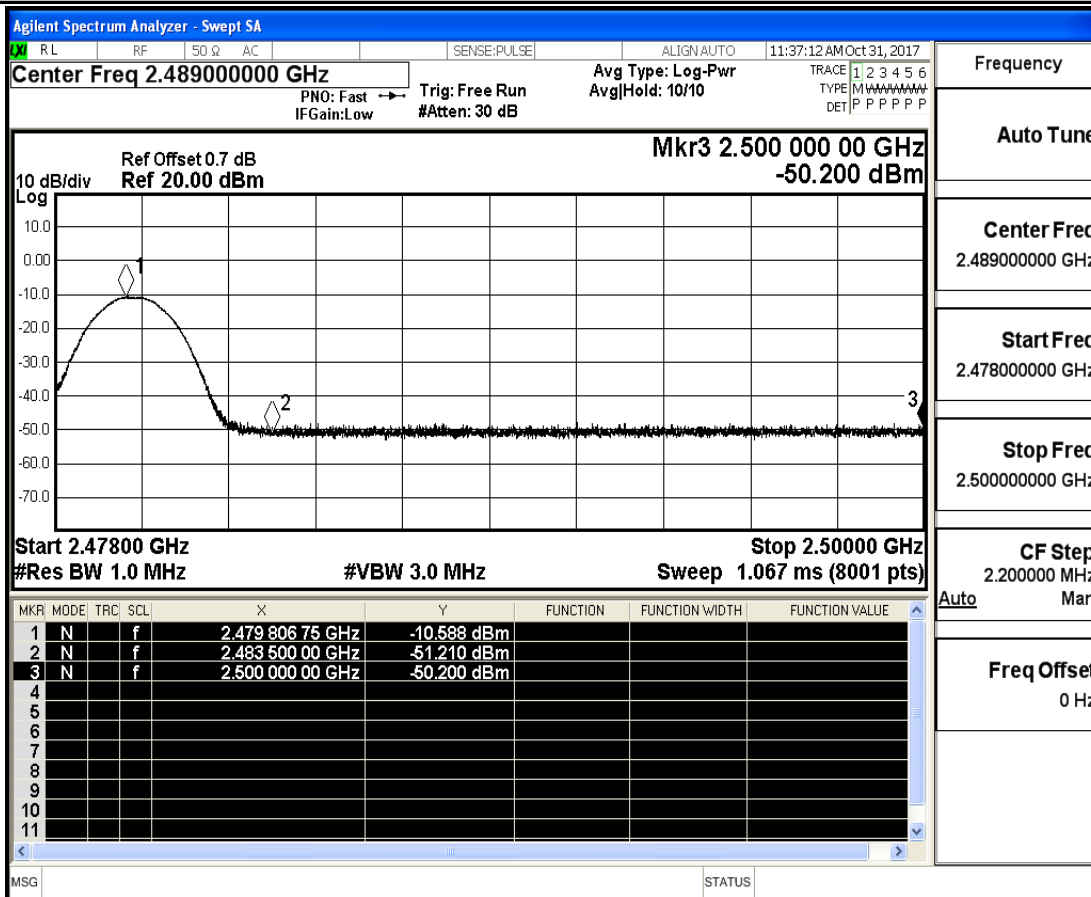 Agilent Spectrum Analyzer - Swept SA
LXI RL RF 50 Ω AC SENSE:PULSE ALIGN AUTO 11:37:12 AM Oct 31, 2017
Center Freq 2.489000000 GHz
PNO: Fast
IFGain:Low
Trig: Free Run
#Atten: 30 dB
Avg Type: Log-Pwr
Avg|Hold: 10/10
TRACE 1 2 3 4 5 6
TYPE M WWWWW
DET P P P P P P
Ref Offset 0.7 dB
10 dB/div Ref 20.00 dBm
Log
Mkr3 2.500 000 00 GHz
-50.200 dBm
10.0
0.00
-10.0
-20.0
-30.0
-40.0
-50.0
-60.0
-70.0
1
2
3
Start 2.47800 GHz Stop 2.50000 GHz
#Res BW 1.0 MHz #VBW 3.0 MHz Sweep 1.067 ms (8001 pts)
MKR MODE TRC SCL X Y FUNCTION FUNCTION WIDTH FUNCTION VALUE
1 N f 2.479 806 75 GHz -10.588 dBm
2 N f 2.483 500 00 GHz -51.210 dBm
3 N f 2.500 000 00 GHz -50.200 dBm
4
5
6
7
8
9
10
11
MSG STATUS
Frequency
Auto Tune
Center Freq
2.489000000 GHz
Start Freq
2.478000000 GHz
Stop Freq
2.500000000 GHz
CF Step
2.200000 MHz
Auto Man
Freq Offset
0 Hz